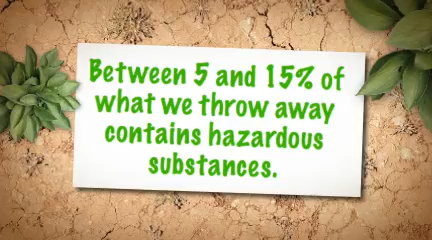 Between 5 and 15% of
what we throw away
contains hazardous
substances.